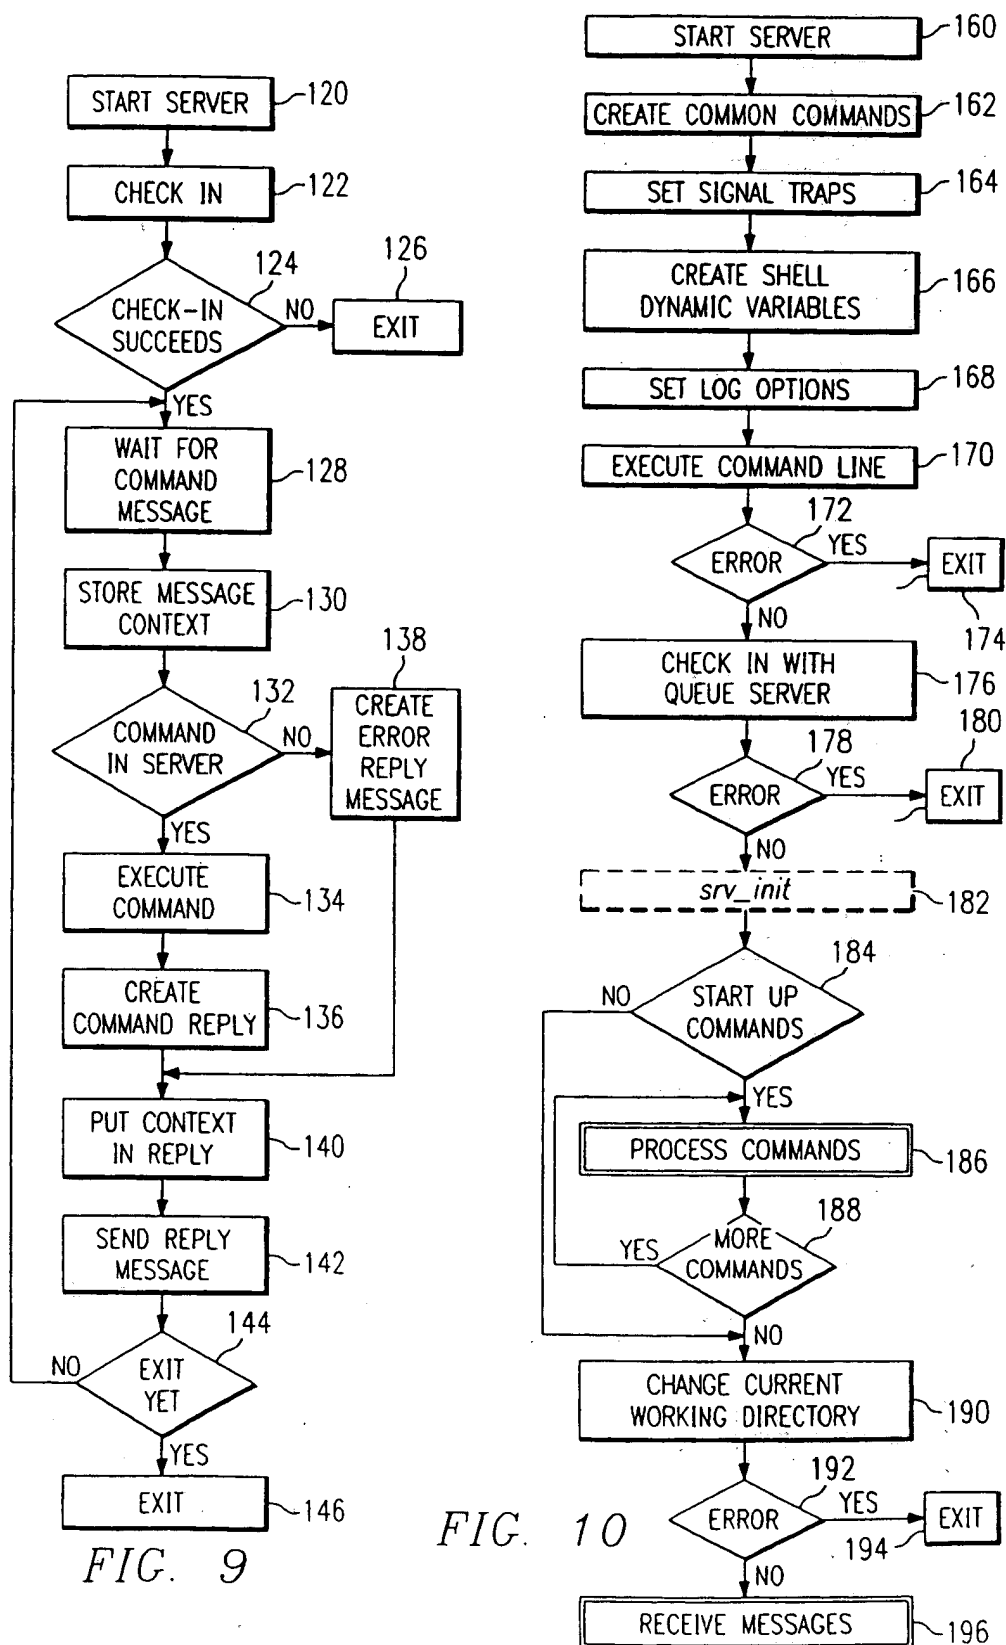 START SERVER
120
CHECK IN
122
124
CHECK-IN
SUCCEEDS
NO
126
EXIT
YES
WAIT FOR
COMMAND
MESSAGE
128
STORE MESSAGE
CONTEXT
130
132
COMMAND
IN SERVER
NO
138
CREATE
ERROR
REPLY
MESSAGE
YES
EXECUTE
COMMAND
134
CREATE
COMMAND REPLY
136
PUT CONTEXT
IN REPLY
140
SEND REPLY
MESSAGE
142
144
EXIT
YET
NO
YES
EXIT
146
FIG. 9
START SERVER
160
CREATE COMMON COMMANDS
162
SET SIGNAL TRAPS
164
CREATE SHELL
DYNAMIC VARIABLES
166
SET LOG OPTIONS
168
EXECUTE COMMAND LINE
170
172
ERROR
YES
EXIT
174
NO
CHECK IN WITH
QUEUE SERVER
176
178
ERROR
YES
180
EXIT
NO
srv_init
182
184
START UP
COMMANDS
NO
YES
PROCESS COMMANDS
186
188
MORE
COMMANDS
YES
NO
CHANGE CURRENT
WORKING DIRECTORY
190
192
ERROR
YES
EXIT
194
NO
RECEIVE MESSAGES
196
FIG. 10